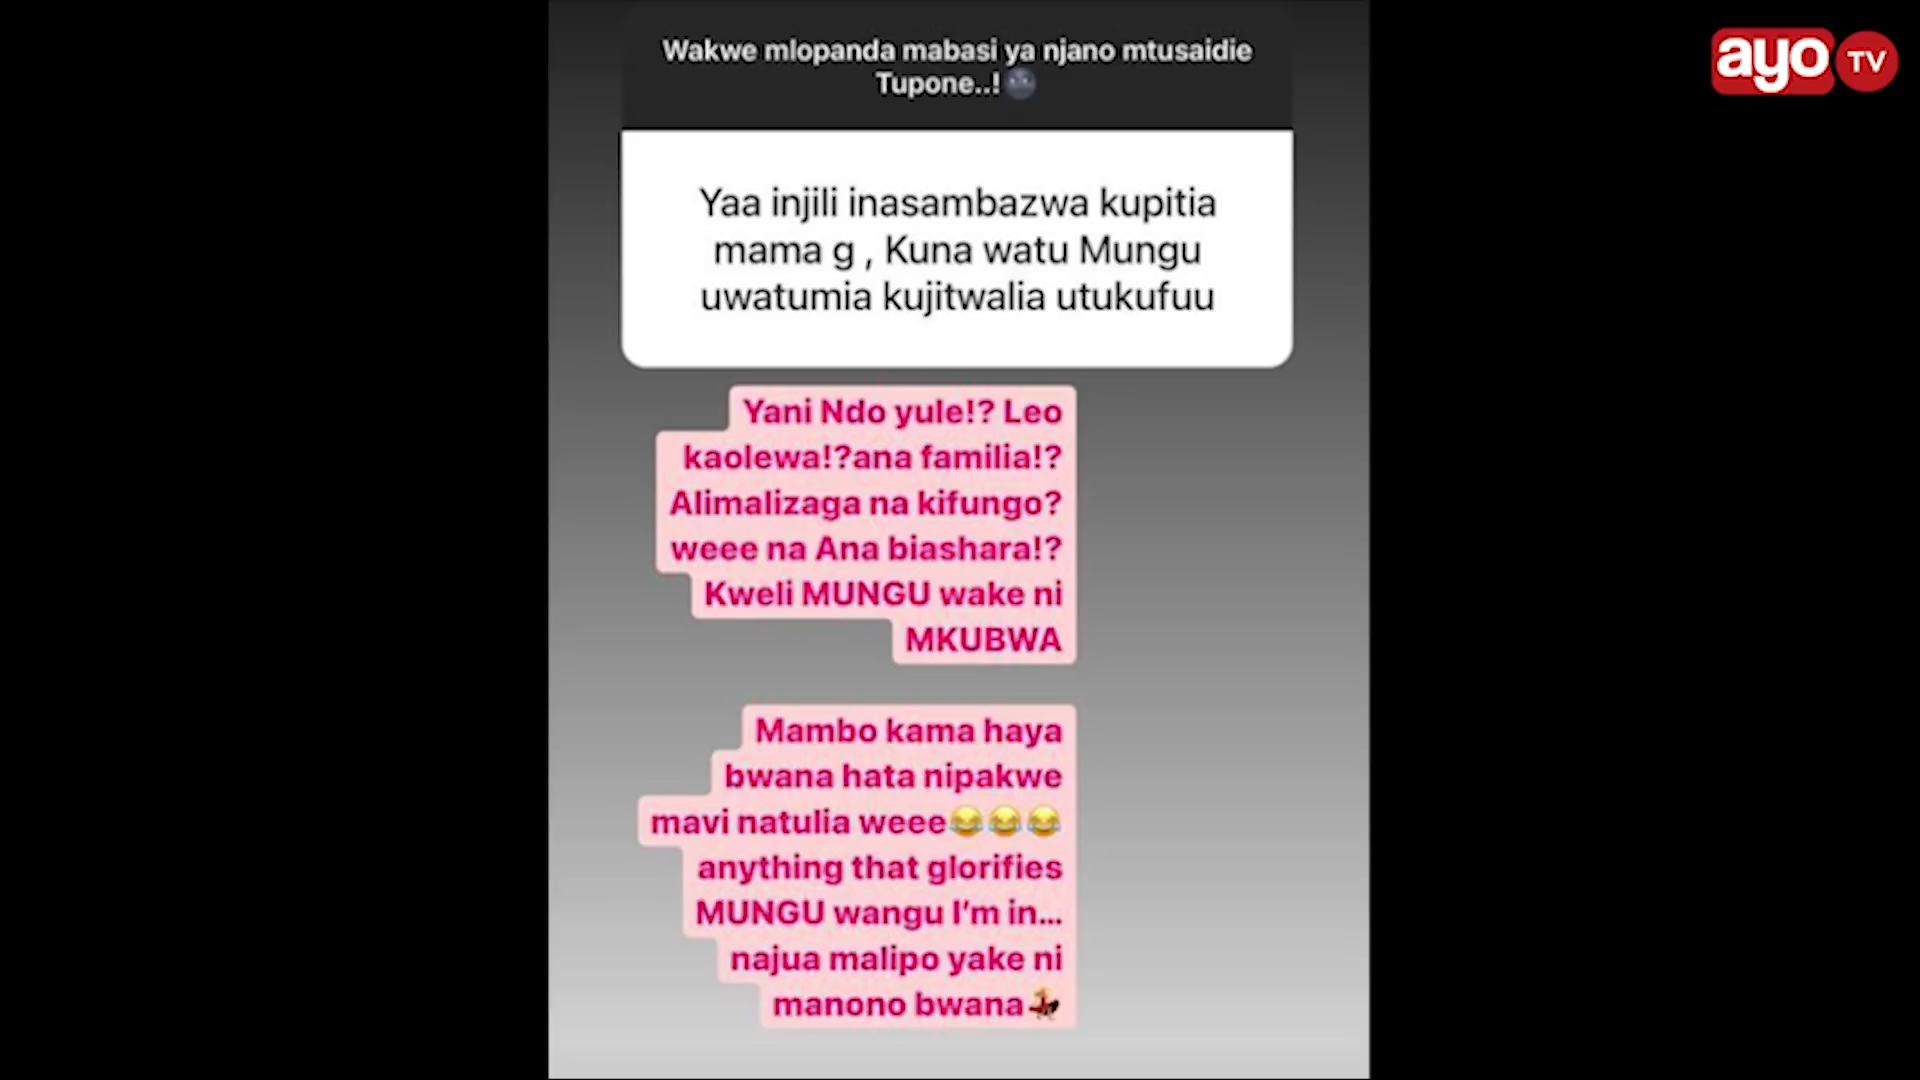 Wakwe mlopanda mabasi ya njano mtusaidie
Tupone..!🌚
Yaa injili inasambazwa kupitia
mama g , Kuna watu Mungu
uwatumia kujitwalia utukufuu
Yani Ndo yule!? Leo
kaolewa!?ana familia!?
Alimalizaga na kifungo?
weee na Ana biashara!?
Kweli MUNGU wake ni
MKUBWA
Mambo kama haya
bwana hata nipakwe
mavi natulia weee😂😂😂
anything that glorifies
MUNGU wangu I’m in...
najua malipo yake ni
manono bwana💃
ayo TV